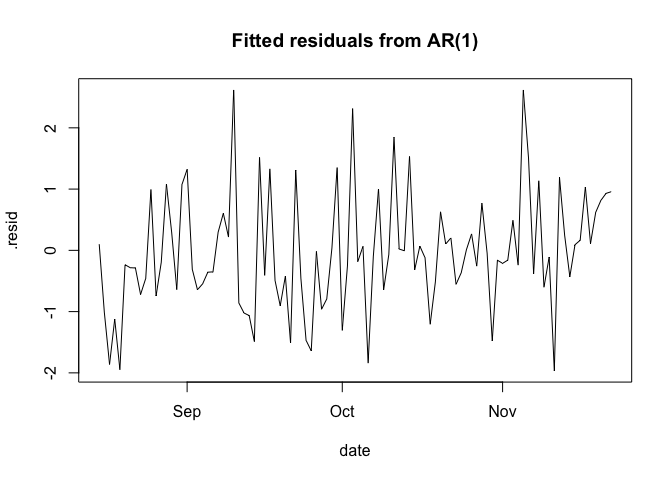 Fitted residuals from AR(1)
.resid
2
1
0
-1
-2
Sep Oct Nov
date